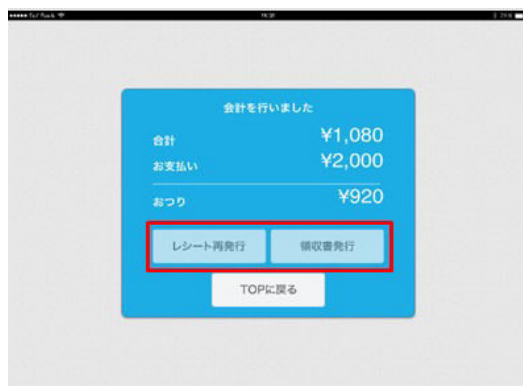 会計を行いました
合計 ¥1,080
お支払い ¥2,000
おつり ¥920
レシート再発行 領収書発行
TOPに戻る